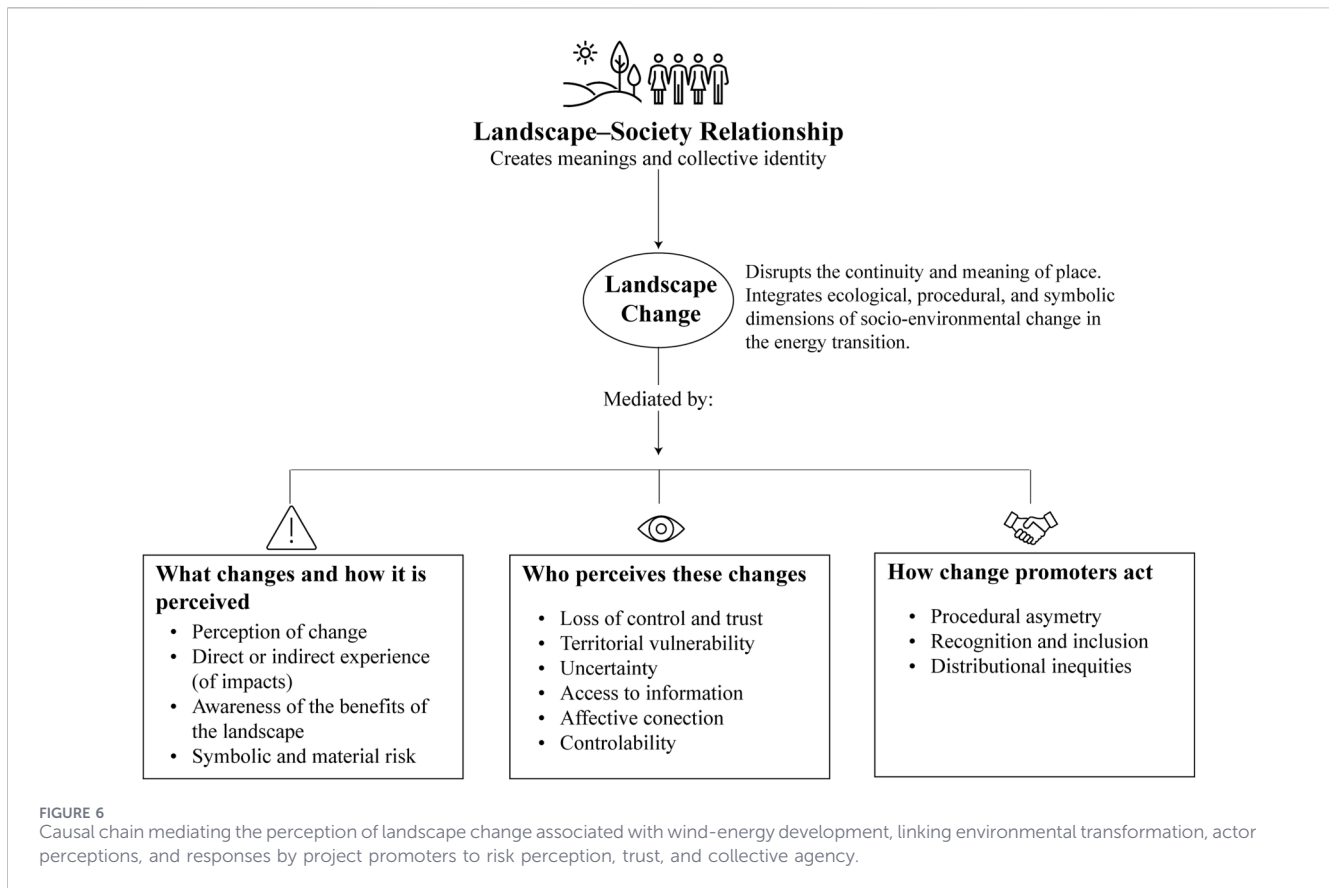 Landscape–Society Relationship
Creates meanings and collective identity
Landscape
Change
Disrupts the continuity and meaning of place.
Integrates ecological, procedural, and symbolic
dimensions of socio-environmental change in
the energy transition.
Mediated by:
What changes and how it is
perceived
• Perception of change
• Direct or indirect experience
(of impacts)
• Awareness of the benefits of
the landscape
• Symbolic and material risk
Who perceives these changes
• Loss of control and trust
• Territorial vulnerability
• Uncertainty
• Access to information
• Affective conection
• Controlability
How change promoters act
• Procedural asymetry
• Recognition and inclusion
• Distributional inequities
FIGURE 6
Causal chain mediating the perception of landscape change associated with wind-energy development, linking environmental transformation, actor
perceptions, and responses by project promoters to risk perception, trust, and collective agency.